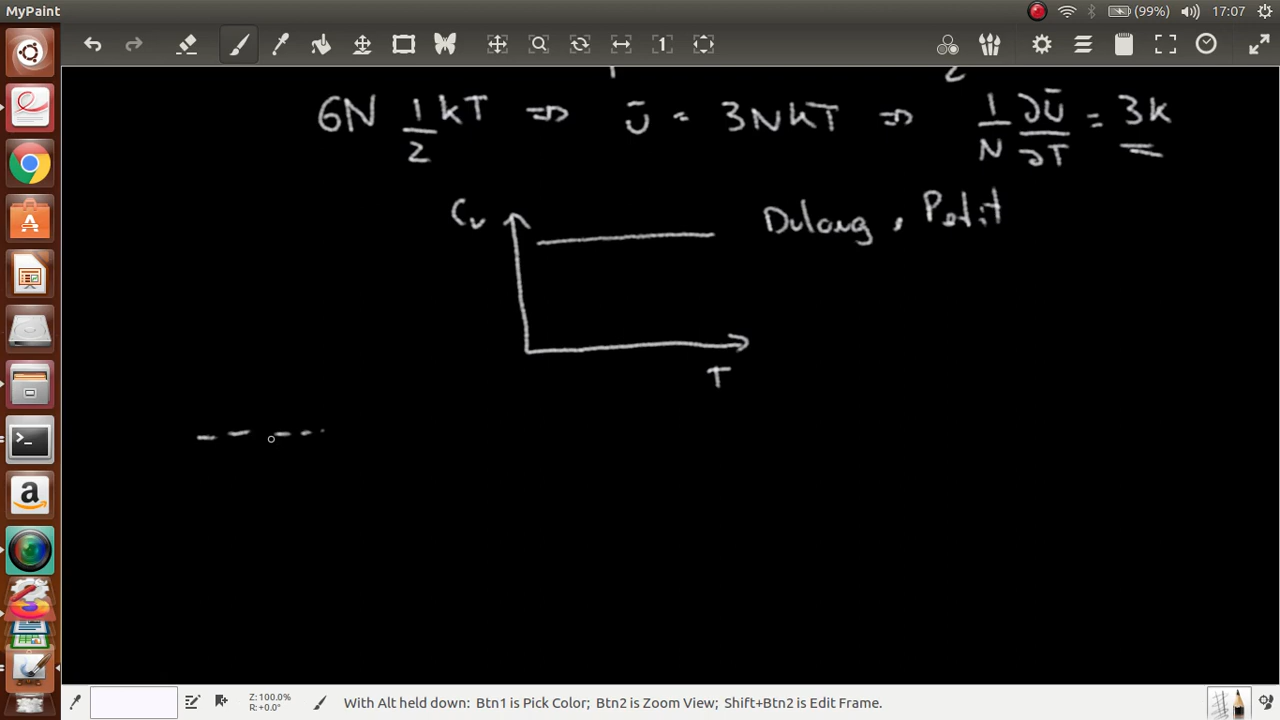 MyPaint
(99%) 17:07
6N 1/2 kT ⇒ Ū = 3NkT ⇒ 1/N ∂Ū/∂T = 3k
Cv
Dulong, Petit
T
Z:100.0%
R:+0.0°
With Alt held down: Btn1 is Pick Color; Btn2 is Zoom View; Shift+Btn2 is Edit Frame.